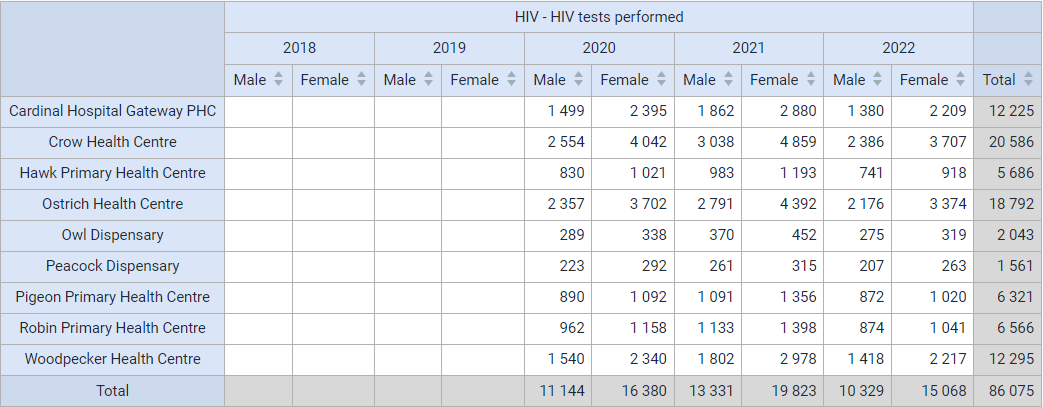 HIV - HIV tests performed
2018 2019 2020 2021 2022
Male Female Male Female Male Female Male Female Male Female Total
Cardinal Hospital Gateway PHC 1 499 2 395 1 862 2 880 1 380 2 209 12 225
Crow Health Centre 2 554 4 042 3 038 4 859 2 386 3 707 20 586
Hawk Primary Health Centre 830 1 021 983 1 193 741 918 5 686
Ostrich Health Centre 2 357 3 702 2 791 4 392 2 176 3 374 18 792
Owl Dispensary 289 338 370 452 275 319 2 043
Peacock Dispensary 223 292 261 315 207 263 1 561
Pigeon Primary Health Centre 890 1 092 1 091 1 356 872 1 020 6 321
Robin Primary Health Centre 962 1 158 1 133 1 398 874 1 041 6 566
Woodpecker Health Centre 1 540 2 340 1 802 2 978 1 418 2 217 12 295
Total 11 144 16 380 13 331 19 823 10 329 15 068 86 075